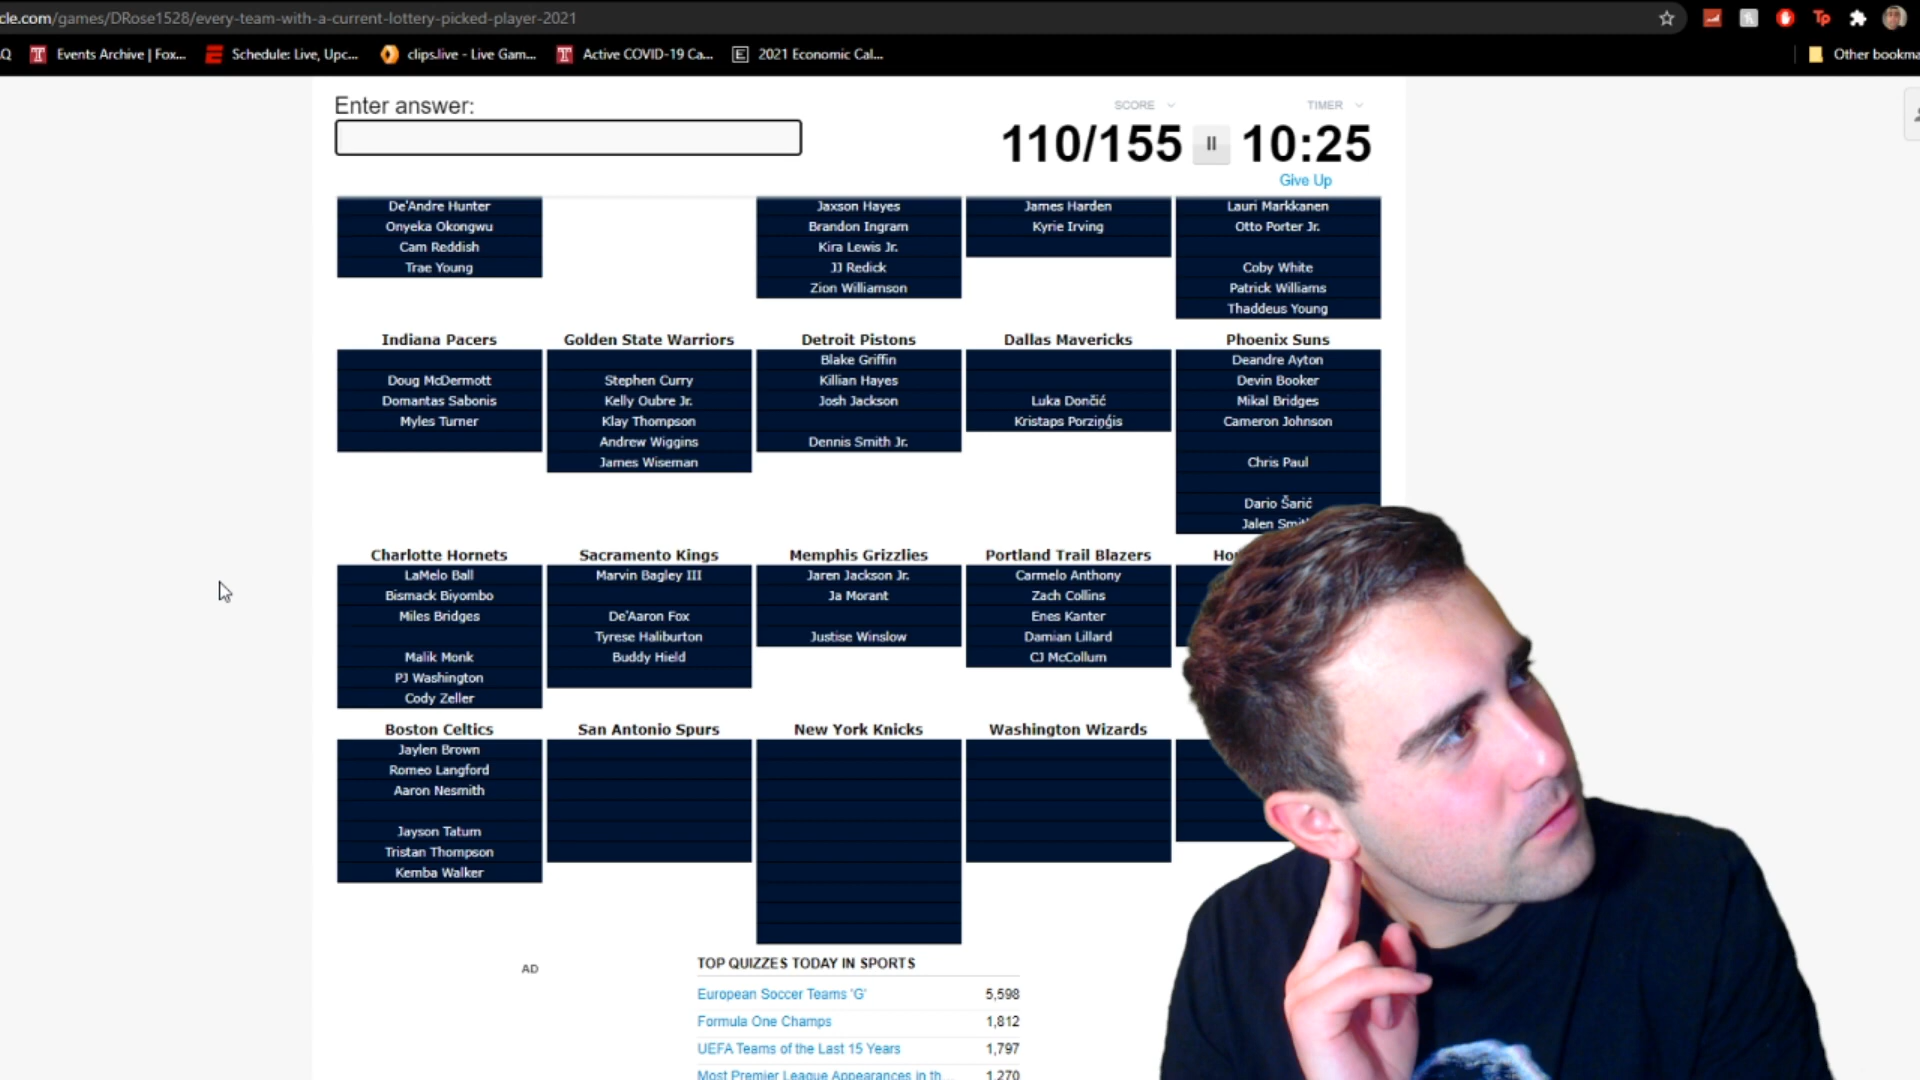 cle.com/games/DRose1528/every-team-with-a-current-lottery-picked-player-2021
Q Events Archive | Fox... Schedule: Live, Upc... clips.live - Live Gam... Active COVID-19 Ca... 2021 Economic Cal... Other bookma
Enter answer:
SCORE TIMER
110/155 10:25
Give Up
De'Andre Hunter
Onyeka Okongwu
Cam Reddish
Trae Young
Jaxson Hayes
Brandon Ingram
Kira Lewis Jr.
JJ Redick
Zion Williamson
James Harden
Kyrie Irving
Lauri Markkanen
Otto Porter Jr.
Coby White
Patrick Williams
Thaddeus Young
Indiana Pacers
Doug McDermott
Domantas Sabonis
Myles Turner
Golden State Warriors
Stephen Curry
Kelly Oubre Jr.
Klay Thompson
Andrew Wiggins
James Wiseman
Detroit Pistons
Blake Griffin
Killian Hayes
Josh Jackson
Dennis Smith Jr.
Dallas Mavericks
Luka Dončić
Kristaps Porziņģis
Phoenix Suns
Deandre Ayton
Devin Booker
Mikal Bridges
Cameron Johnson
Chris Paul
Dario Šarić
Jalen Smit
Charlotte Hornets
LaMelo Ball
Bismack Biyombo
Miles Bridges
Malik Monk
PJ Washington
Cody Zeller
Sacramento Kings
Marvin Bagley III
De'Aaron Fox
Tyrese Haliburton
Buddy Hield
Memphis Grizzlies
Jaren Jackson Jr.
Ja Morant
Justise Winslow
Portland Trail Blazers
Carmelo Anthony
Zach Collins
Enes Kanter
Damian Lillard
CJ McCollum
Ho
Boston Celtics
Jaylen Brown
Romeo Langford
Aaron Nesmith
Jayson Tatum
Tristan Thompson
Kemba Walker
San Antonio Spurs
New York Knicks
Washington Wizards
AD
TOP QUIZZES TODAY IN SPORTS
European Soccer Teams 'G' 5,598
Formula One Champs 1,812
UEFA Teams of the Last 15 Years 1,797
Most Premier League Appearances in th... 1,270